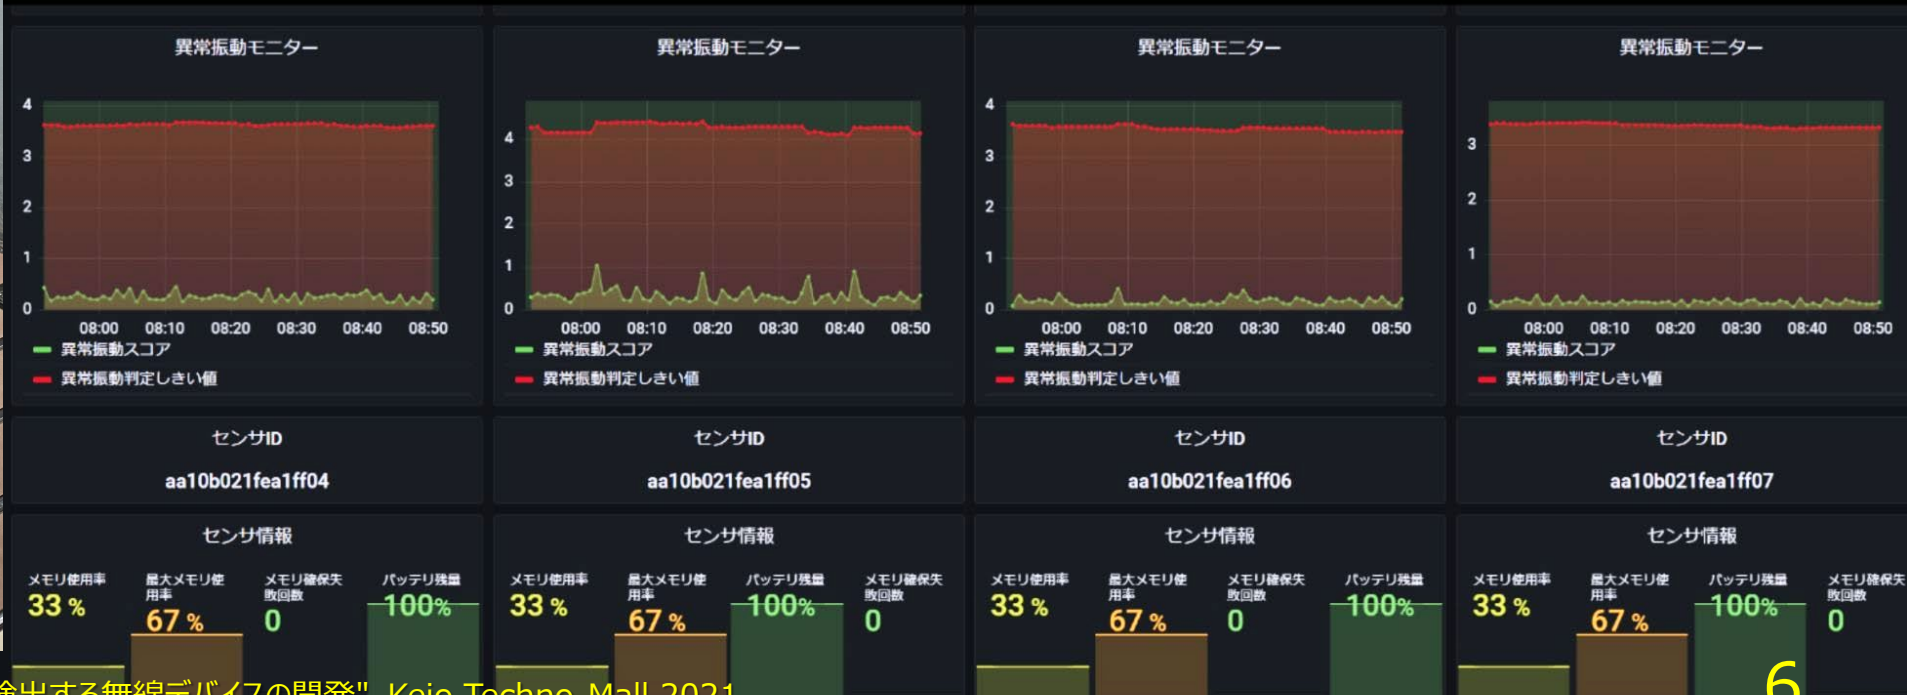 異常振動モニター
4
3
2
1
0
08:00 08:10 08:20 08:30 08:40 08:50
異常振動スコア
異常振動判定しきい値
異常振動モニター
4
3
2
1
0
08:00 08:10 08:20 08:30 08:40 08:50
異常振動スコア
異常振動判定しきい値
異常振動モニター
4
3
2
1
0
08:00 08:10 08:20 08:30 08:40 08:50
異常振動スコア
異常振動判定しきい値
異常振動モニター
3
2
1
0
08:00 08:10 08:20 08:30 08:40 08:50
異常振動スコア
異常振動判定しきい値
センサID
aa10b021fea1ff04
センサID
aa10b021fea1ff05
センサID
aa10b021fea1ff06
センサID
aa10b021fea1ff07
センサ情報
メモリ使用率
33 %
最大メモリ使
用率
67 %
メモリ確保失
敗回数
0
バッテリ残量
100%
センサ情報
メモリ使用率
33 %
最大メモリ使
用率
67 %
バッテリ残量
100%
メモリ確保失
敗回数
0
センサ情報
メモリ使用率
33 %
最大メモリ使
用率
67 %
メモリ確保失
敗回数
0
バッテリ残量
100%
センサ情報
メモリ使用率
33 %
最大メモリ使
用率
67 %
バッテリ残量
100%
メモリ確保失
敗回数
0
検出する無線デバイスの開発", Keio Techno-Mall 2021
6